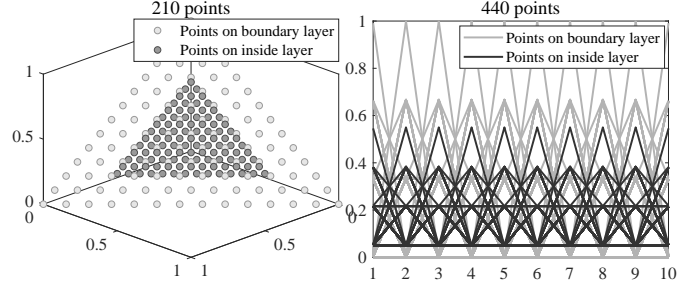 210 points
Points on boundary layer
Points on inside layer
1
0.5
0
0
0.5
1
1
0.5
0
440 points
Points on boundary layer
Points on inside layer
1
0.8
0.6
0.4
0.2
0
1 2 3 4 5 6 7 8 9 10